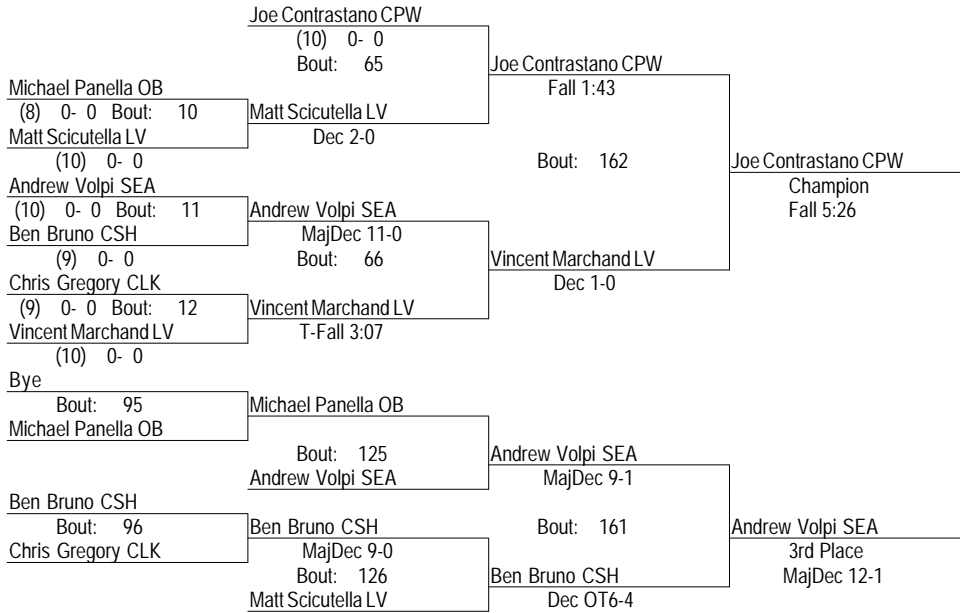 Joe Contrastano CPW
(10) 0- 0
Bout: 65
Joe Contrastano CPW
Fall 1:43
Michael Panella OB
(8) 0- 0 Bout: 10
Matt Scicutella LV
Dec 2-0
Matt Scicutella LV
(10) 0- 0
Bout: 162
Joe Contrastano CPW
Champion
Fall 5:26
Andrew Volpi SEA
(10) 0- 0 Bout: 11
Andrew Volpi SEA
MajDec 11-0
Ben Bruno CSH
(9) 0- 0
Bout: 66
Vincent Marchand LV
Dec 1-0
Chris Gregory CLK
(9) 0- 0 Bout: 12
Vincent Marchand LV
T-Fall 3:07
Vincent Marchand LV
(10) 0- 0
Bye
Bout: 95
Michael Panella OB
Michael Panella OB
Bout: 125
Andrew Volpi SEA
MajDec 9-1
Andrew Volpi SEA
Ben Bruno CSH
Bout: 96
Ben Bruno CSH
MajDec 9-0
Bout: 161
Andrew Volpi SEA
3rd Place
MajDec 12-1
Chris Gregory CLK
Bout: 126
Ben Bruno CSH
Dec OT6-4
Matt Scicutella LV